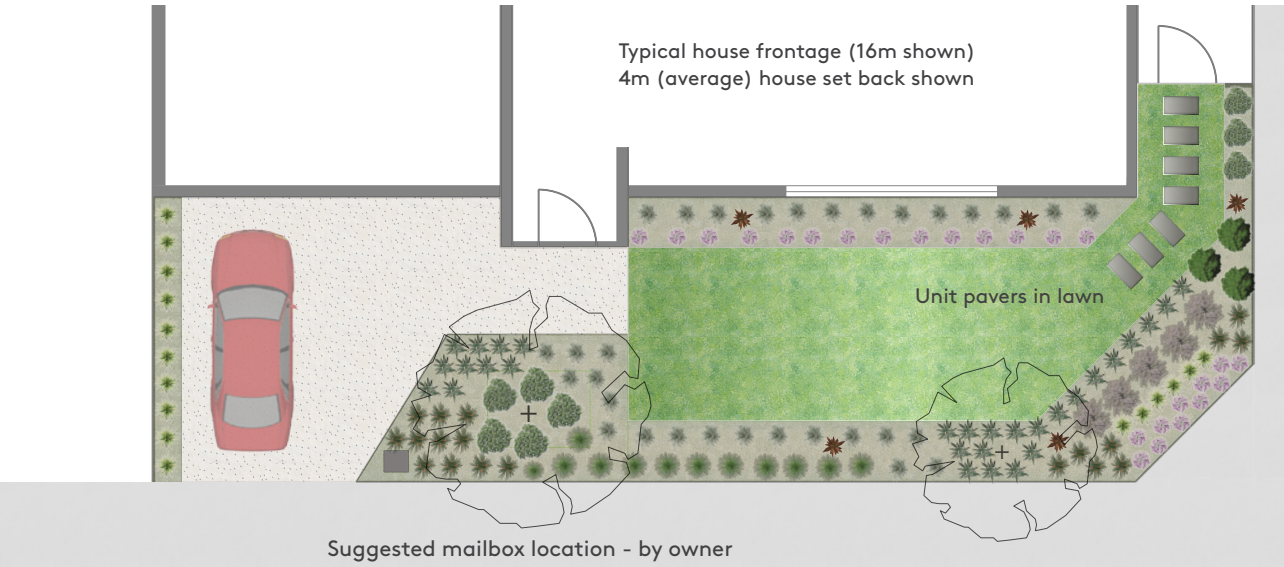 Typical house frontage (16m shown)
4m (average) house set back shown
Unit pavers in lawn
Suggested mailbox location - by owner